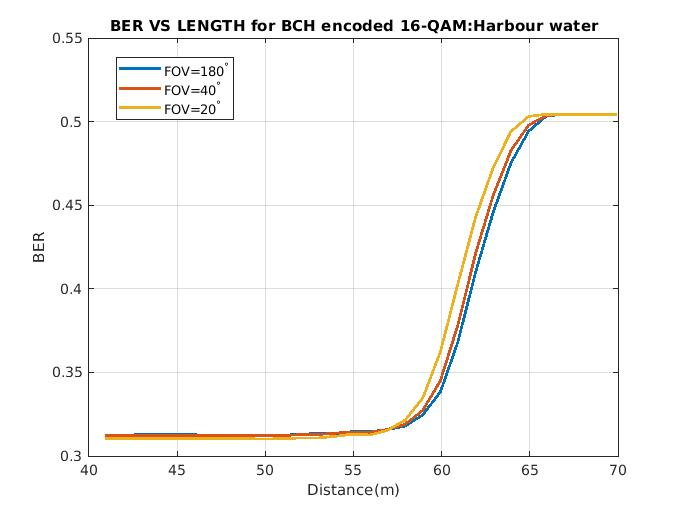 BER VS LENGTH for BCH encoded 16-QAM:Harbour water
0.55
0.5
0.45
0.4
0.35
0.3
BER
FOV=180°
FOV=40°
FOV=20°
40 45 50 55 60 65 70
Distance(m)